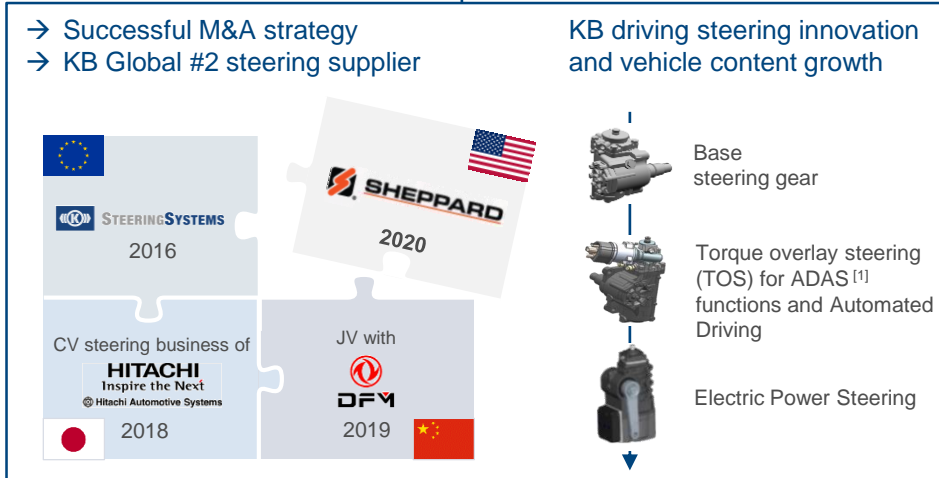 → Successful M&A strategy
→ KB Global #2 steering supplier
STEERINGSYSTEMS
2016
SHEPPARD
2020
CV steering business of
HITACHI
Inspire the Next
Hitachi Automotive Systems
2018
JV with
DFM
2019
KB driving steering innovation
and vehicle content growth
Base
steering gear
Torque overlay steering
(TOS) for ADAS [1]
functions and Automated
Driving
Electric Power Steering